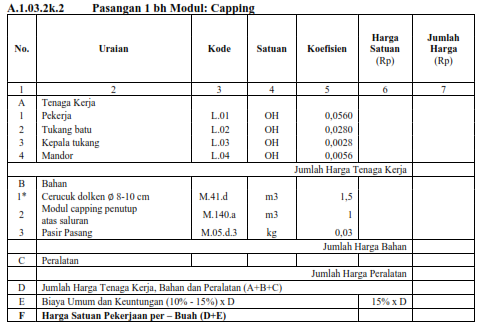 A.1.03.2k.2 Pasangan 1 bh Modul: Capping
No. Uraian Kode Satuan Koefisien Harga Satuan (Rp) Jumlah Harga (Rp)
1 2 3 4 5 6 7
A Tenaga Kerja
1 Pekerja L.01 OH 0,0560
2 Tukang batu L.02 OH 0,0280
3 Kepala tukang L.03 OH 0,0028
4 Mandor L.04 OH 0,0056
Jumlah Harga Tenaga Kerja
B Bahan
1* Cerucuk dolken ϕ 8-10 cm M.41.d m3 1,5
2 Modul capping penutup atas saluran M.140.a m3 1
3 Pasir Pasang M.05.d.3 kg 0,03
Jumlah Harga Bahan
C Peralatan
Jumlah Harga Peralatan
D Jumlah Harga Tenaga Kerja, Bahan dan Peralatan (A+B+C)
E Biaya Umum dan Keuntungan (10% - 15%) x D 15% x D
F Harga Satuan Pekerjaan per – Buah (D+E)